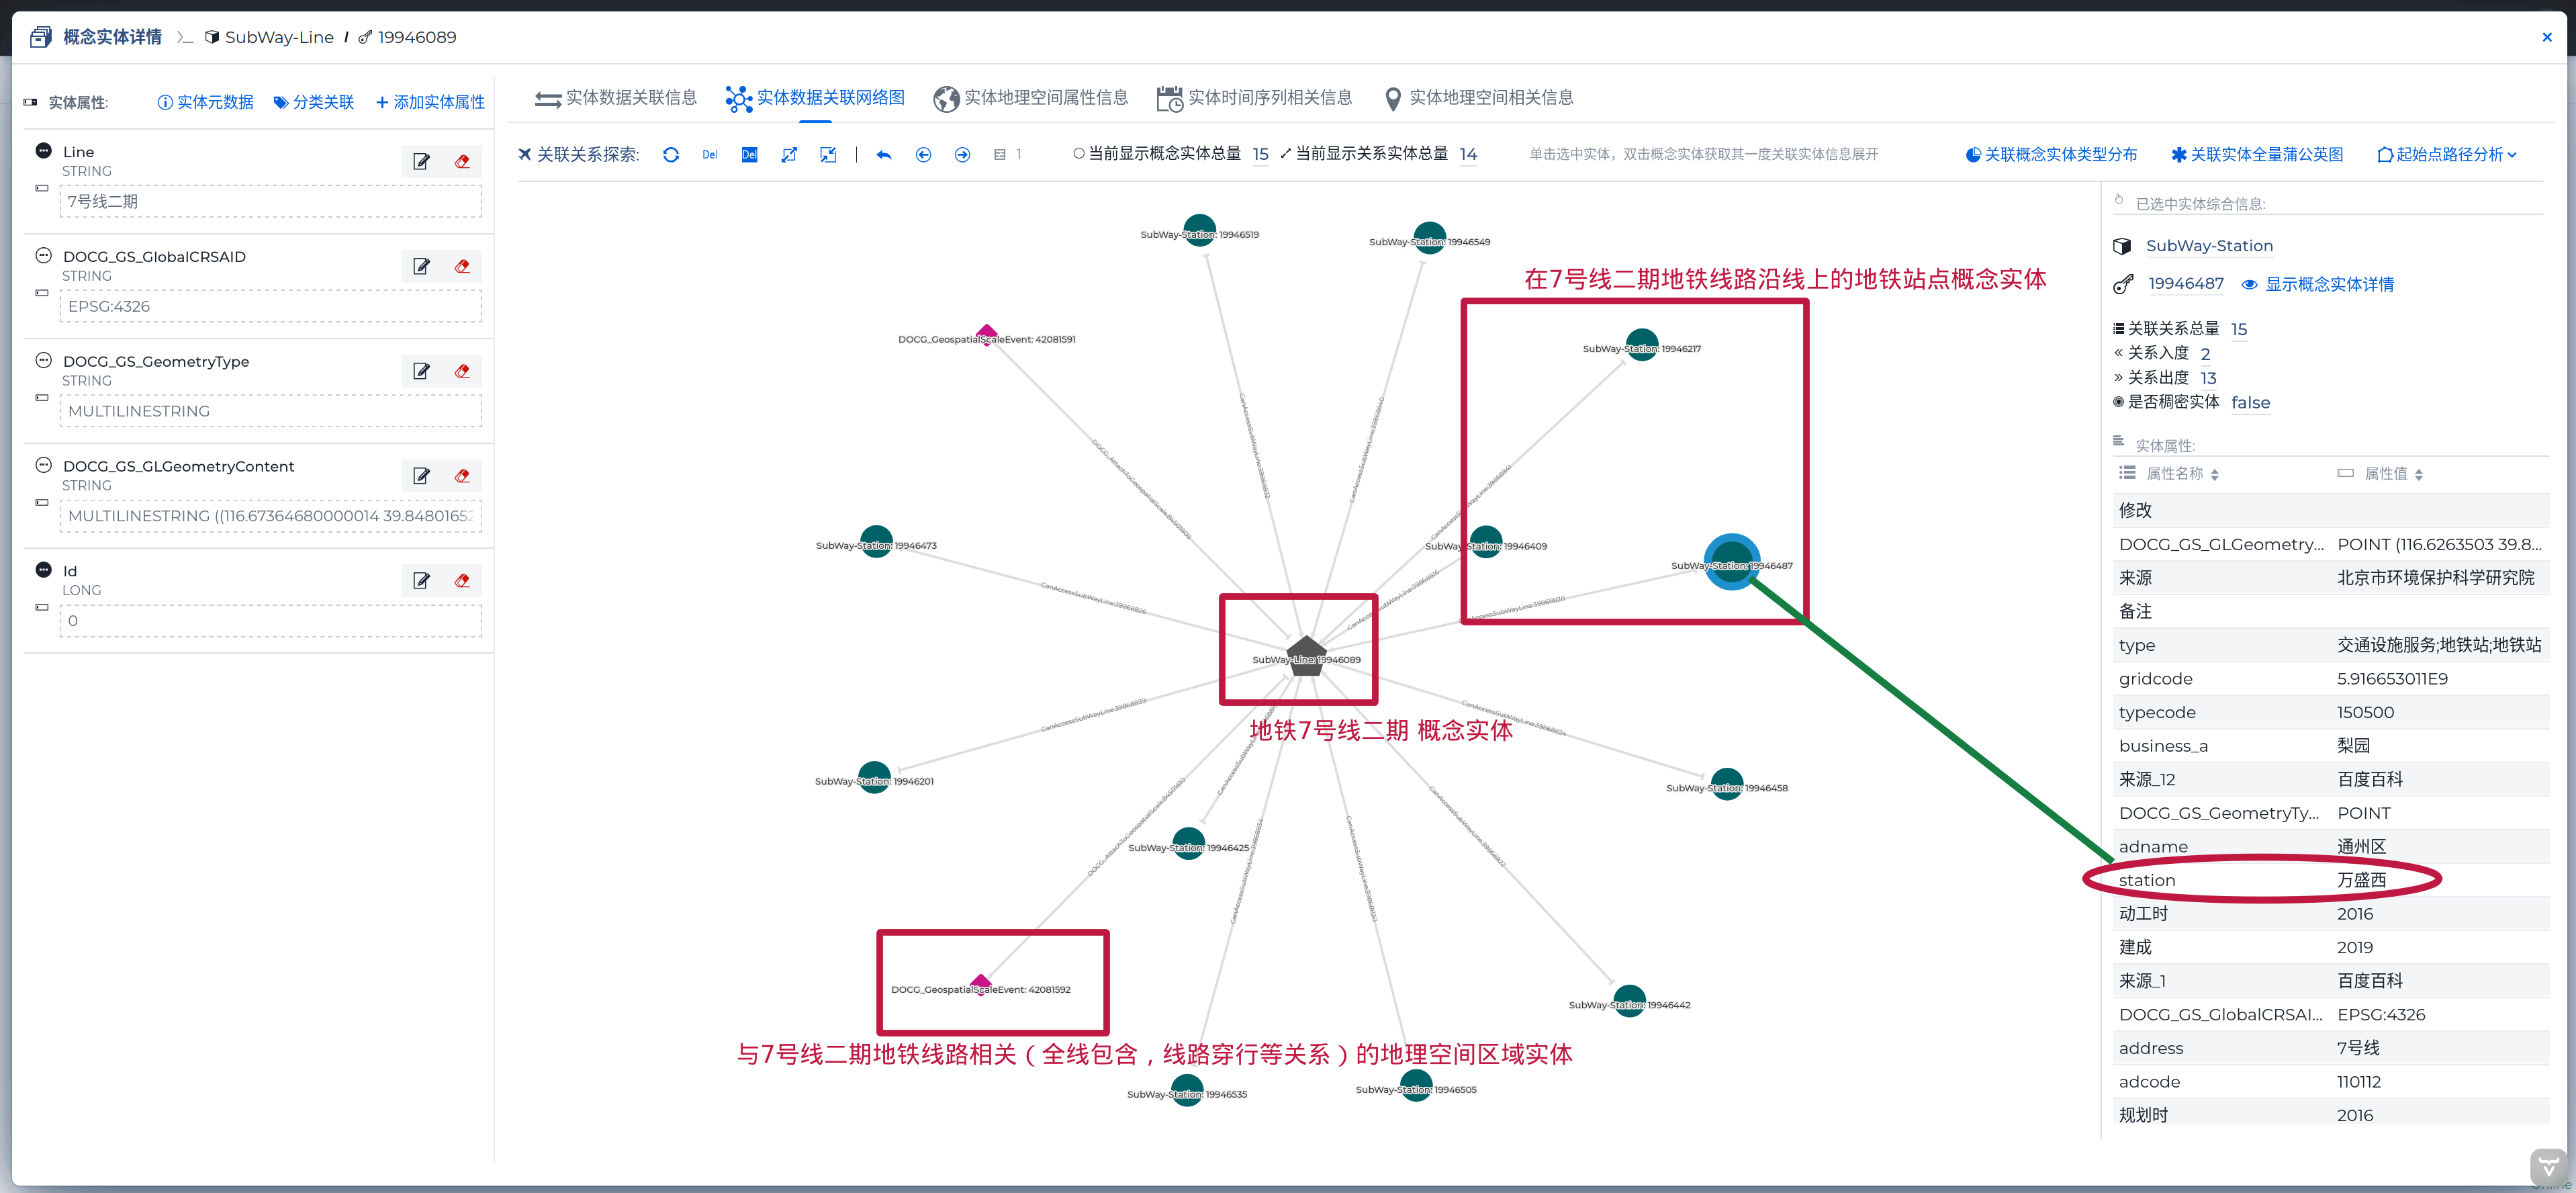 概念实体详情 SubWay-Line / 19946089
实体属性: 实体元数据 分类关联 + 添加实体属性
Line
STRING
7号线二期
DOCG_GS_GlobalCRSAID
STRING
EPSG:4326
DOCG_GS_GeometryType
STRING
MULTILINESTRING
DOCG_GS_GLGeometryContent
STRING
MULTILINESTRING ((116.67364680000014 39.8480165
Id
LONG
0
实体数据关联信息 实体数据关联网络图 实体地理空间属性信息 实体时间序列相关信息 实体地理空间相关信息
关联关系探索: Del Del 1 当前显示概念实体总量 15 当前显示关系实体总量 14 单击选中实体，双击概念实体获取其一度关联实体信息展开 关联概念实体类型分布 关联实体全量蒲公英图 起始点路径分析
SubWay-Station: 19946519
SubWay-Station: 19946549
在7号线二期地铁线路沿线上的地铁站点概念实体
DOCG_GeospatialScaleEvent: 42081591
SubWay-Station: 19946217
SubWay-Station: 19946473
SubWay-Station: 19946409
SubWay-Station: 19946487
SubWay-Line: 19946089
地铁7号线二期 概念实体
SubWay-Station: 19946201
SubWay-Station: 19946458
SubWay-Station: 19946425
DOCG_GeospatialScaleEvent: 42081592
SubWay-Station: 19946442
与7号线二期地铁线路相关（全线包含，线路穿行等关系）的地理空间区域实体
SubWay-Station: 19946535
SubWay-Station: 19946505
CanAccessSubWayLine:39868826
CanAccessSubWayLine:39868828
CanAccessSubWayLine:39868839
CanAccessSubWayLine:39868824
已选中实体综合信息:
SubWay-Station
19946487 显示概念实体详情
关联关系总量 15
« 关系入度 2
» 关系出度 13
是否稠密实体 false
实体属性:
属性名称 属性值
修改
DOCG_GS_GLGeometry... POINT (116.6263503 39.8...
来源 北京市环境保护科学研究院
备注
type 交通设施服务;地铁站;地铁站
gridcode 5.916653011E9
typecode 150500
business_a 梨园
来源_12 百度百科
DOCG_GS_GeometryTy... POINT
adname 通州区
station 万盛西
动工时 2016
建成 2019
来源_1 百度百科
DOCG_GS_GlobalCRSAI... EPSG:4326
address 7号线
adcode 110112
规划时 2016